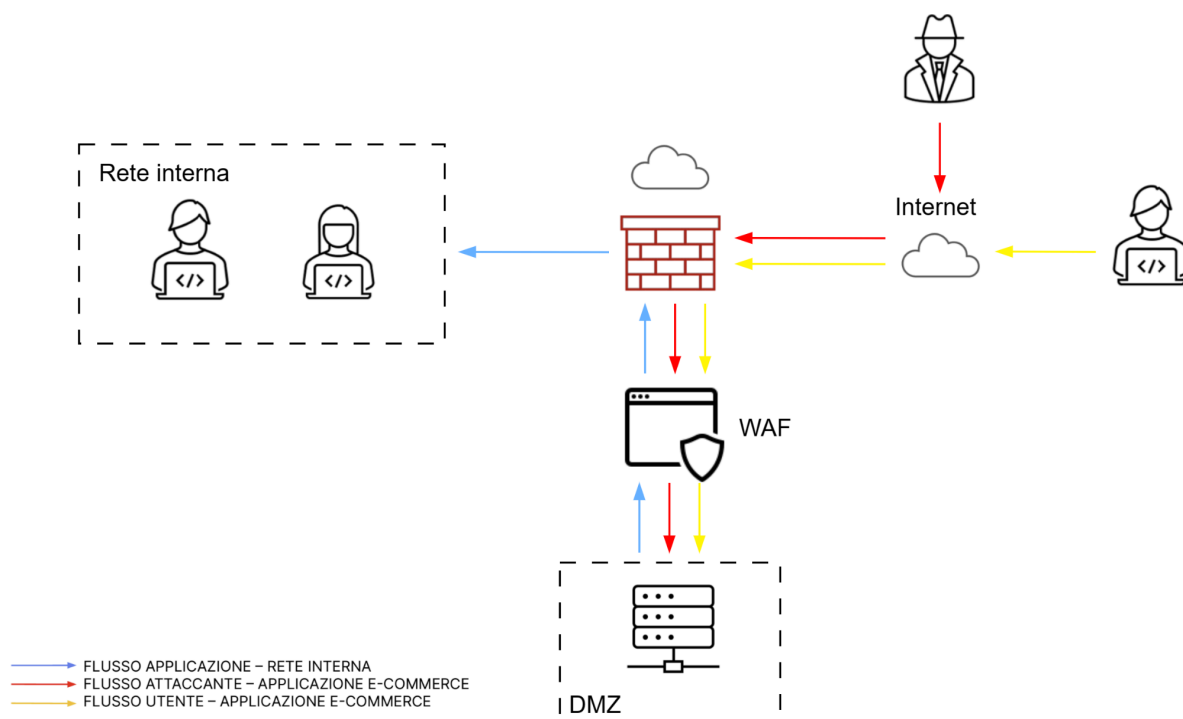 Rete interna
Internet
</>
</>
</>
WAF
DMZ
FLUSSO APPLICAZIONE – RETE INTERNA
FLUSSO ATTACCANTE – APPLICAZIONE E-COMMERCE
FLUSSO UTENTE – APPLICAZIONE E-COMMERCE